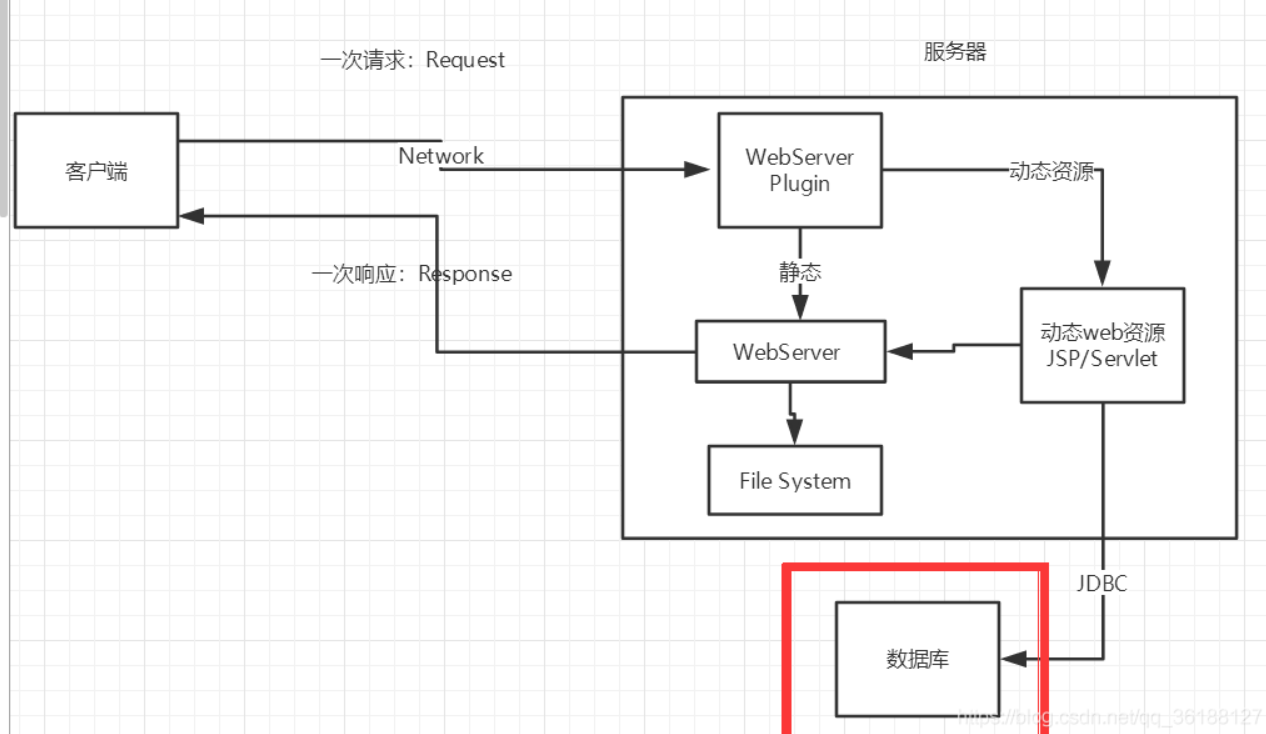 一次请求：Request
服务器
客户端
Network
WebServer
Plugin
动态资源
一次响应：Response
静态
WebServer
动态web资源
JSP/Servlet
File System
JDBC
数据库
https://blog.csdn.net/qq_36188127